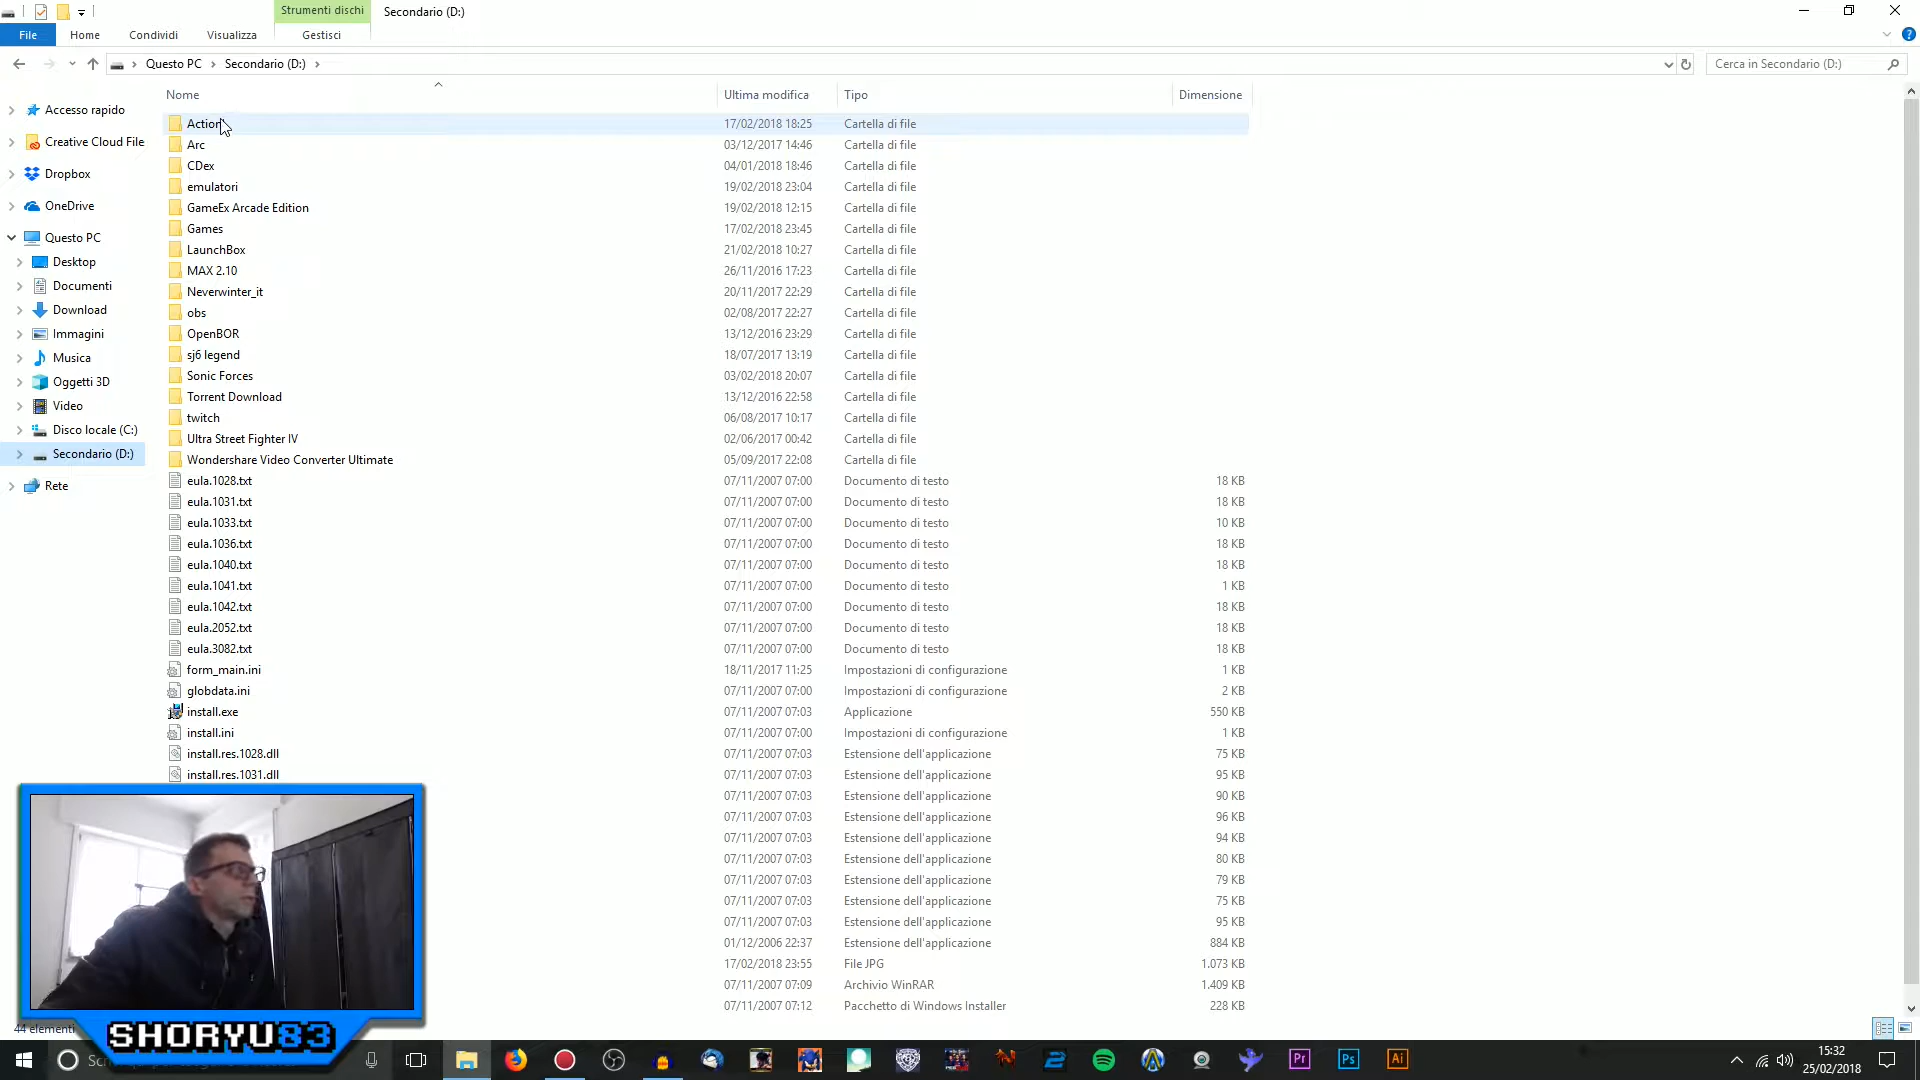 Strumenti dischi
Secondario (D:)
File
Home
Condividi
Visualizza
Gestisci
Questo PC
Secondario (D:)
Cerca in Secondario (D:)
Nome
Ultima modifica
Tipo
Dimensione
Accesso rapido
Creative Cloud File
Dropbox
OneDrive
Questo PC
Desktop
Documenti
Download
Immagini
Musica
Oggetti 3D
Video
Disco locale (C:)
Secondario (D:)
Rete
Action 17/02/2018 18:25 Cartella di file
Arc 03/12/2017 14:46 Cartella di file
CDex 04/01/2018 18:46 Cartella di file
emulatori 19/02/2018 23:04 Cartella di file
GameEx Arcade Edition 19/02/2018 12:15 Cartella di file
Games 17/02/2018 23:45 Cartella di file
LaunchBox 21/02/2018 10:27 Cartella di file
MAX 2.10 26/11/2016 17:23 Cartella di file
Neverwinter_it 20/11/2017 22:29 Cartella di file
obs 02/08/2017 22:27 Cartella di file
OpenBOR 13/12/2016 23:29 Cartella di file
sj6 legend 18/07/2017 13:19 Cartella di file
Sonic Forces 03/02/2018 20:07 Cartella di file
Torrent Download 13/12/2016 22:58 Cartella di file
twitch 06/08/2017 10:17 Cartella di file
Ultra Street Fighter IV 02/06/2017 00:42 Cartella di file
Wondershare Video Converter Ultimate 05/09/2017 22:08 Cartella di file
eula.1028.txt 07/11/2007 07:00 Documento di testo 18 KB
eula.1031.txt 07/11/2007 07:00 Documento di testo 18 KB
eula.1033.txt 07/11/2007 07:00 Documento di testo 10 KB
eula.1036.txt 07/11/2007 07:00 Documento di testo 18 KB
eula.1040.txt 07/11/2007 07:00 Documento di testo 18 KB
eula.1041.txt 07/11/2007 07:00 Documento di testo 1 KB
eula.1042.txt 07/11/2007 07:00 Documento di testo 18 KB
eula.2052.txt 07/11/2007 07:00 Documento di testo 18 KB
eula.3082.txt 07/11/2007 07:00 Documento di testo 18 KB
form_main.ini 18/11/2017 11:25 Impostazioni di configurazione 1 KB
globdata.ini 07/11/2007 07:00 Impostazioni di configurazione 2 KB
install.exe 07/11/2007 07:03 Applicazione 550 KB
install.ini 07/11/2007 07:00 Impostazioni di configurazione 1 KB
install.res.1028.dll 07/11/2007 07:03 Estensione dell'applicazione 75 KB
install.res.1031.dll 07/11/2007 07:03 Estensione dell'applicazione 95 KB
07/11/2007 07:03 Estensione dell'applicazione 90 KB
07/11/2007 07:03 Estensione dell'applicazione 96 KB
07/11/2007 07:03 Estensione dell'applicazione 94 KB
07/11/2007 07:03 Estensione dell'applicazione 80 KB
07/11/2007 07:03 Estensione dell'applicazione 79 KB
07/11/2007 07:03 Estensione dell'applicazione 75 KB
07/11/2007 07:03 Estensione dell'applicazione 95 KB
01/12/2006 22:37 Estensione dell'applicazione 884 KB
17/02/2018 23:55 File JPG 1.073 KB
07/11/2007 07:09 Archivio WinRAR 1.409 KB
07/11/2007 07:12 Pacchetto di Windows Installer 228 KB
44 elementi
SHORYU83
Pr
Ps
Ai
15:32
25/02/2018